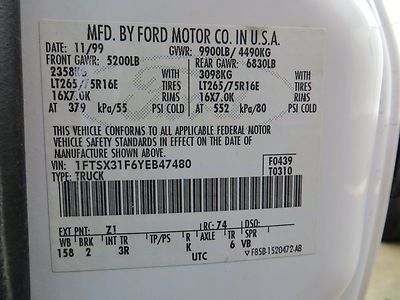 MFD. BY FORD MOTOR CO. IN U.S.A.
DATE: 11/99 GVWR: 9900LB/ 4490KG
FRONT GAWR: 5200LB REAR GAWR: 6830LB
2358KG WITH 3098KG WITH
LT265/75R16E TIRES LT265/75R16E TIRES
16X7.0K RIMS 16X7.0K RIMS
AT 379 kPa/55 PSI COLD AT 552 kPa/80 PSI COLD
THIS VEHICLE CONFORMS TO ALL APPLICABLE FEDERAL MOTOR
VEHICLE SAFETY STANDARDS IN EFFECT ON THE DATE OF
MANUFACTURE SHOWN ABOVE.
VIN: 1FTSX31F6YEB47480 F0439
TYPE: TRUCK T0310
EXT PNT: Z1 RC: 74 DSO:
WB BRK INT TR TP/PS R AXLE TR SPR
158 2 3R K 6 VB
UTC F85B-1520472-AB